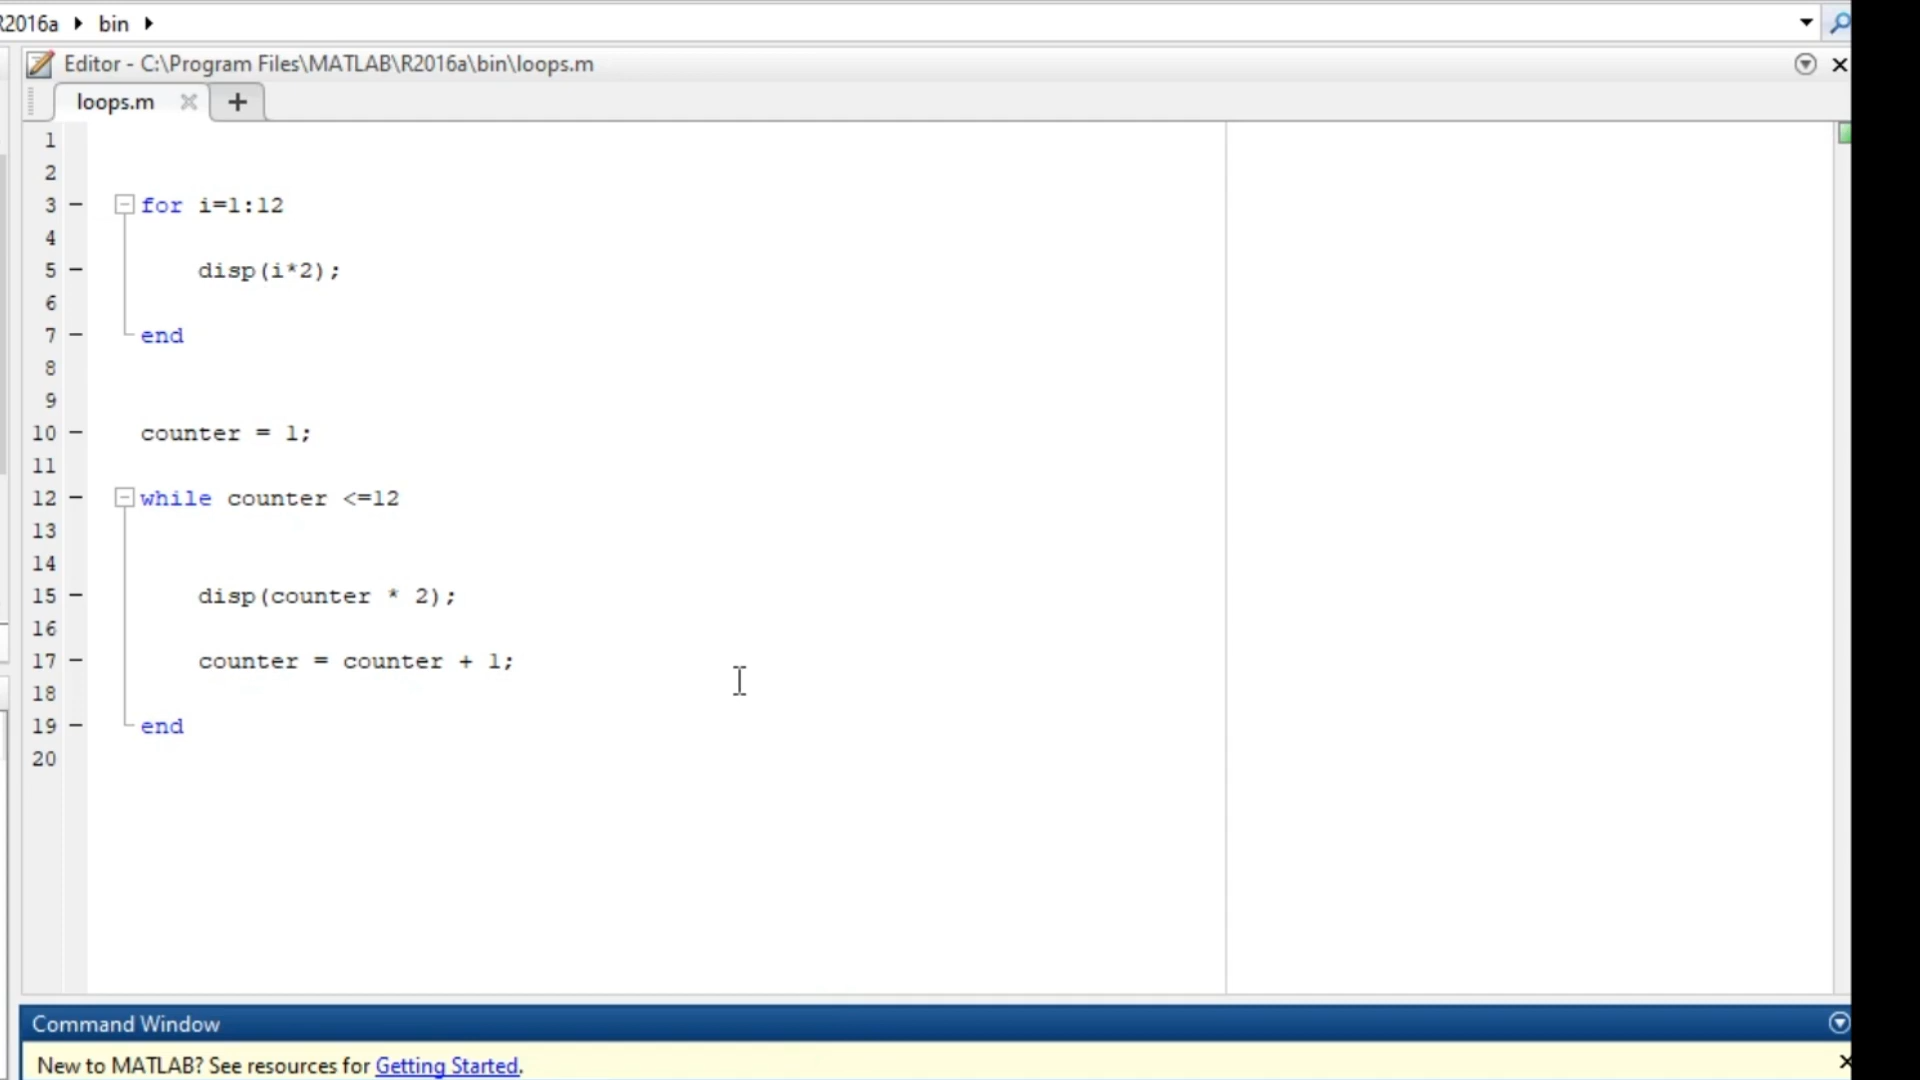 R2016a bin
Editor - C:\Program Files\MATLAB\R2016a\bin\loops.m
loops.m
1
2
3 for i=1:12
4
5 disp(i*2);
6
7 end
8
9
10 counter = 1;
11
12 while counter <=12
13
14
15 disp(counter * 2);
16
17 counter = counter + 1;
18
19 end
20
Command Window
New to MATLAB? See resources for Getting Started.